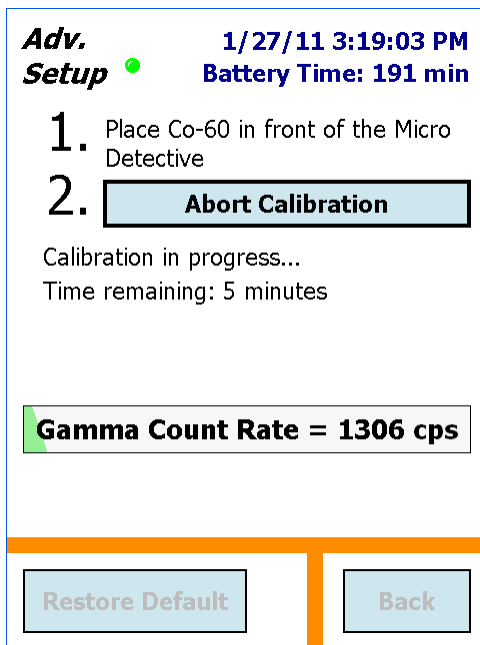 Adv.
1/27/11 3:19:03 PM
Setup
Battery Time: 191 min
1. Place Co-60 in front of the Micro
Detective
2. Abort Calibration
Calibration in progress...
Time remaining: 5 minutes
Gamma Count Rate = 1306 cps
Restore Default
Back